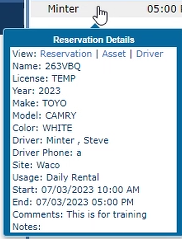 Minter 05:00 P
Reservation Details
View: Reservation | Asset | Driver
Name: 263VBQ
License: TEMP
Year: 2023
Make: TOYO
Model: CAMRY
Color: WHITE
Driver: Minter , Steve
Driver Phone: a
Site: Waco
Usage: Daily Rental
Start: 07/03/2023 10:00 AM
End: 07/03/2023 05:00 PM
Comments: This is for training
Notes: